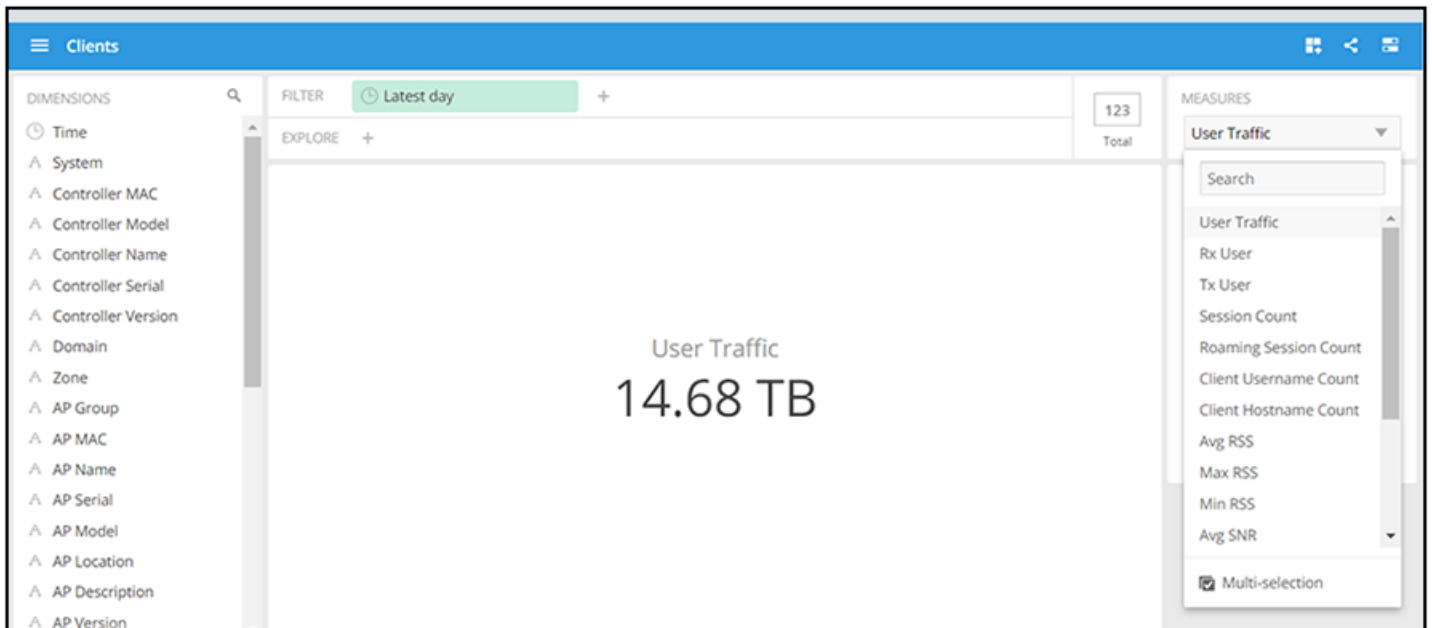 Clients
DIMENSIONS
Time
System
Controller MAC
Controller Model
Controller Name
Controller Serial
Controller Version
Domain
Zone
AP Group
AP MAC
AP Name
AP Serial
AP Model
AP Location
AP Description
AP Version
FILTER Latest day +
EXPLORE +
123
Total
User Traffic
14.68 TB
MEASURES
User Traffic
Search
User Traffic
Rx User
Tx User
Session Count
Roaming Session Count
Client Username Count
Client Hostname Count
Avg RSS
Max RSS
Min RSS
Avg SNR
Multi-selection